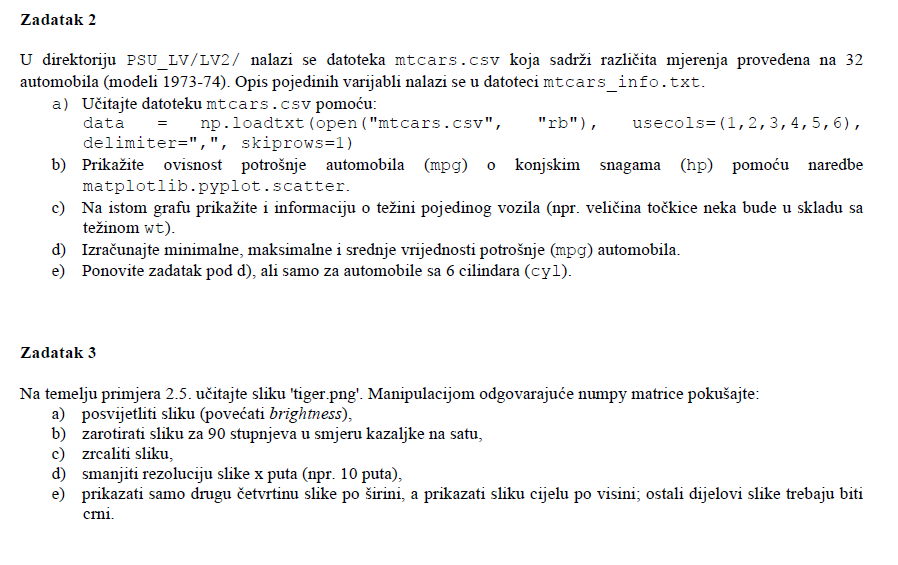 Zadatak 2
U direktoriju PSU_LV/LV2/ nalazi se datoteka mtcars.csv koja sadrži različita mjerenja provedena na 32
automobila (modeli 1973-74). Opis pojedinih varijabli nalazi se u datoteci mtcars_info.txt.
a) Učitajte datoteku mtcars.csv pomoću:
data = np.loadtxt(open("mtcars.csv", "rb"), usecols=(1,2,3,4,5,6),
delimiter=",", skiprows=1)
b) Prikažite ovisnost potrošnje automobila (mpg) o konjskim snagama (hp) pomoću naredbe
matplotlib.pyplot.scatter.
c) Na istom grafu prikažite i informaciju o težini pojedinog vozila (npr. veličina točkice neka bude u skladu sa
težinom wt).
d) Izračunajte minimalne, maksimalne i srednje vrijednosti potrošnje (mpg) automobila.
e) Ponovite zadatak pod d), ali samo za automobile sa 6 cilindara (cyl).
Zadatak 3
Na temelju primjera 2.5. učitajte sliku 'tiger.png'. Manipulacijom odgovarajuće numpy matrice pokušajte:
a) posvijetliti sliku (povećati brightness),
b) zarotirati sliku za 90 stupnjeva u smjeru kazaljke na satu,
c) zrcaliti sliku,
d) smanjiti rezoluciju slike x puta (npr. 10 puta),
e) prikazati samo drugu četvrtinu slike po širini, a prikazati sliku cijelu po visini; ostali dijelovi slike trebaju biti
crni.